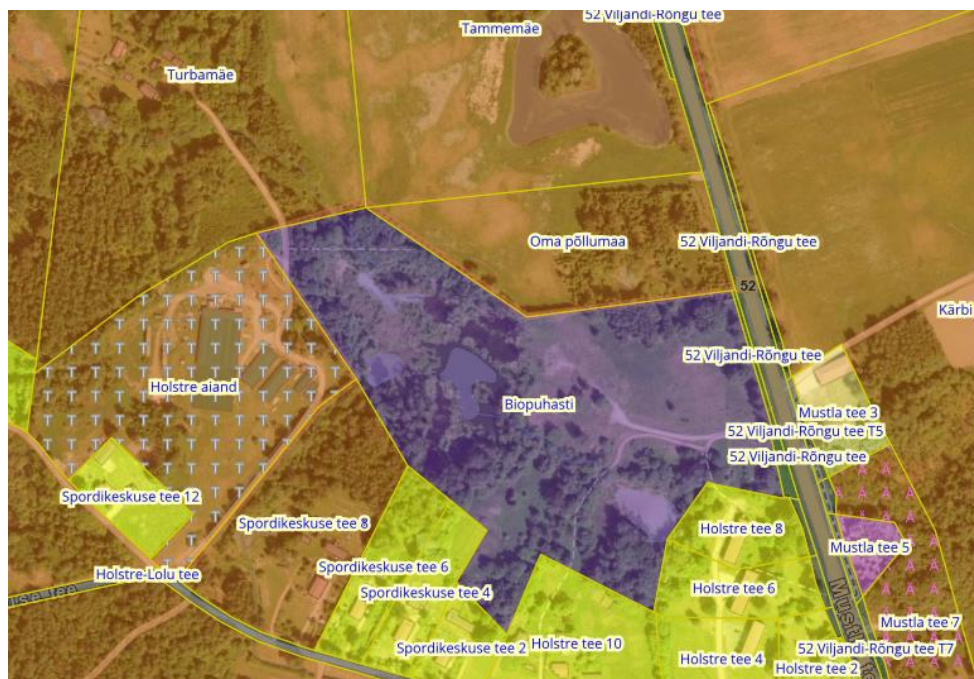 52 Viljandi-Rõngu tee
Tammemäe
Turbamäe
Oma põllumaa
52 Viljandi-Rõngu tee
52
Kärbi
52 Viljandi-Rõngu tee
Holstre aiand
Biopuhasti
Mustla tee 3
52 Viljandi-Rõngu tee T5
52 Viljandi-Rõngu tee
Spordikeskuse tee 12
Spordikeskuse tee 8
Holstre tee 8
Mustla tee 5
Holstre-Lolu tee
Spordikeskuse tee 6
Spordikeskuse tee 4
Holstre tee 6
Mustla tee 7
Spordikeskuse tee 2
Holstre tee 10
Holstre tee 4
52 Viljandi-Rõngu tee T7
Holstre tee 2